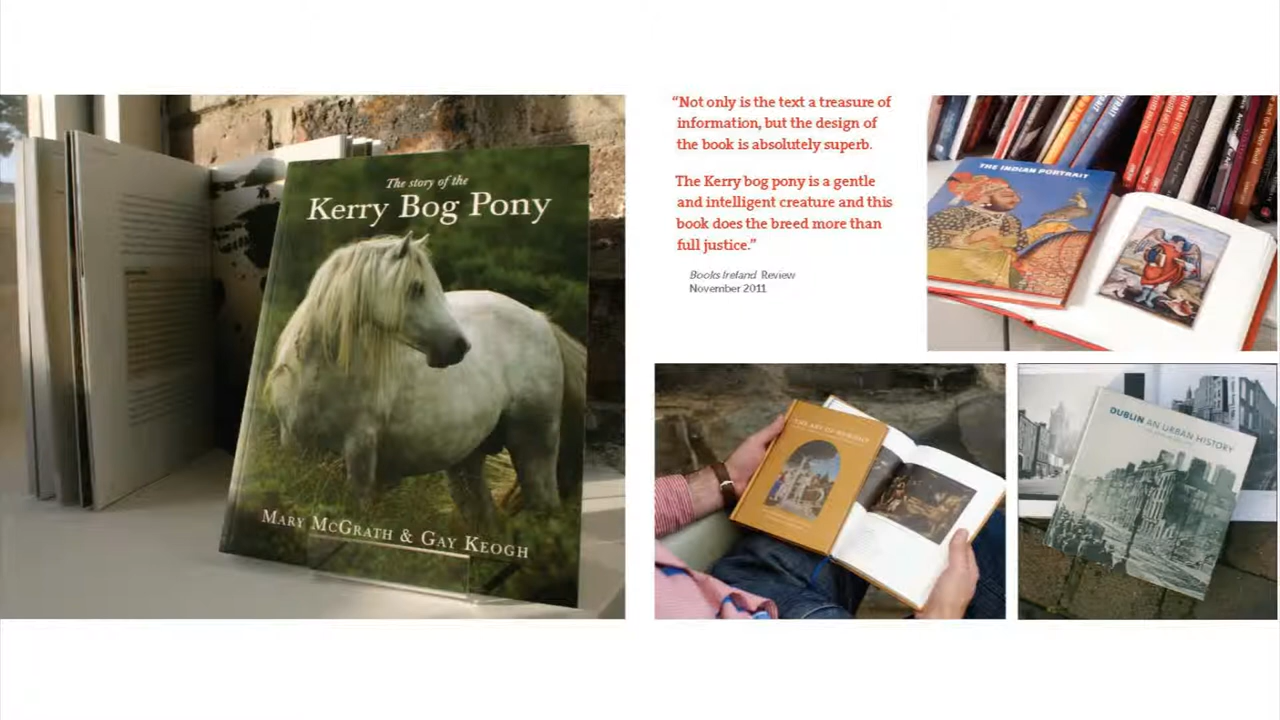 The story of the
Kerry Bog Pony
MARY MCGRATH & GAY KEOGH
“Not only is the text a treasure of
information, but the design of
the book is absolutely superb.
The Kerry bog pony is a gentle
and intelligent creature and this
book does the breed more than
full justice.”
Books Ireland Review
November 2011
THE INDIAN PORTRAIT
DUBLIN AN URBAN HISTORY